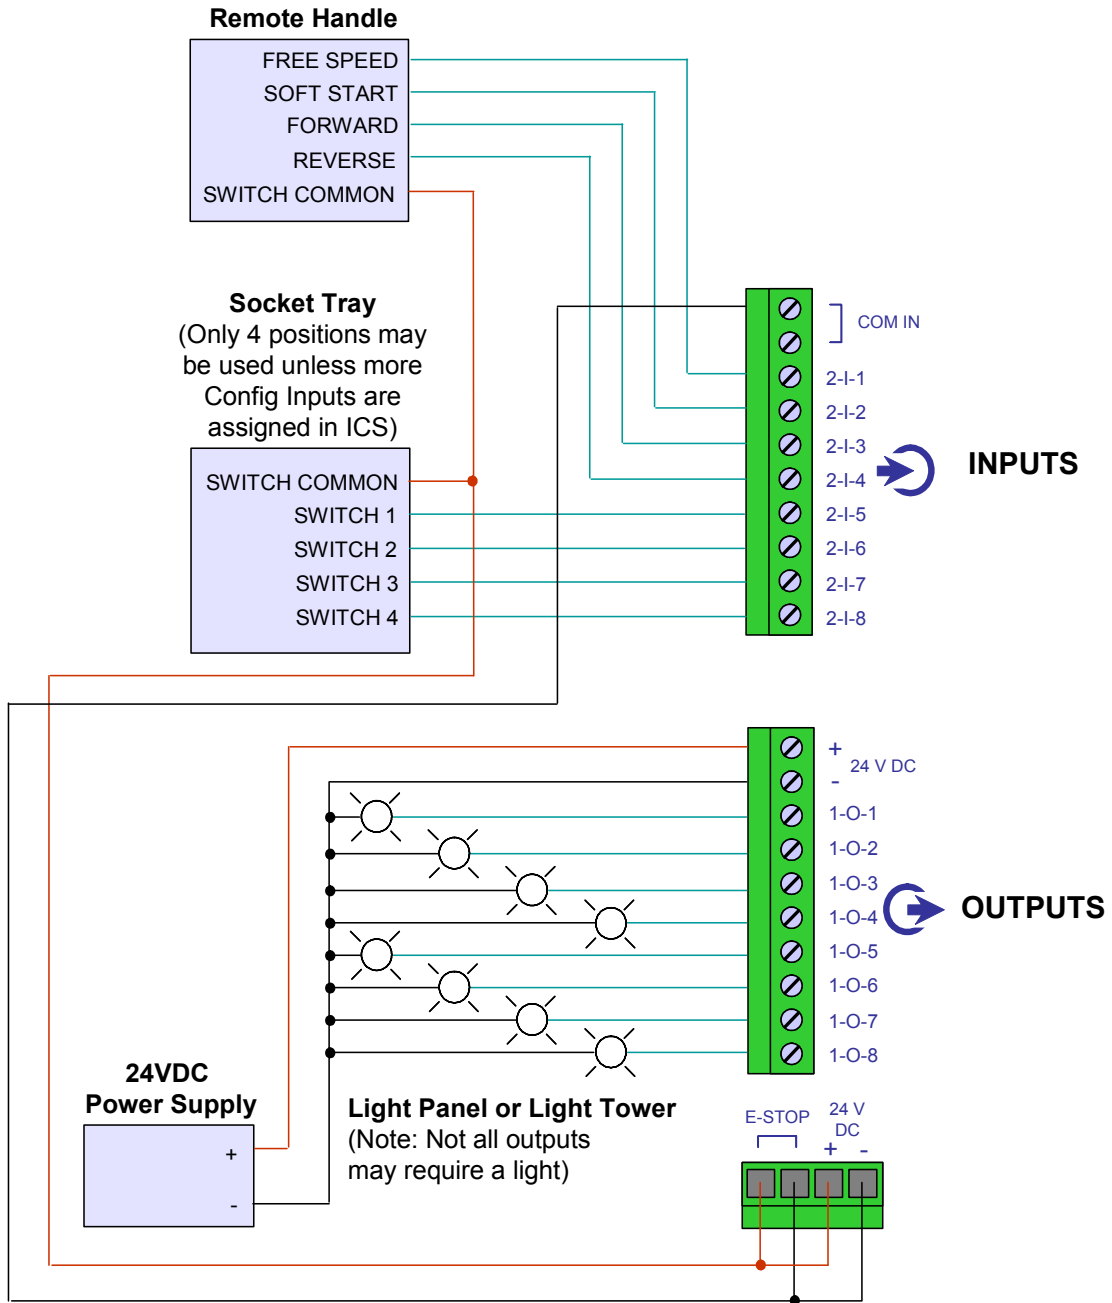 Remote Handle
FREE SPEED
SOFT START
FORWARD
REVERSE
SWITCH COMMON
Socket Tray
(Only 4 positions may
be used unless more
Config Inputs are
assigned in ICS)
SWITCH COMMON
SWITCH 1
SWITCH 2
SWITCH 3
SWITCH 4
COM IN
2-I-1
2-I-2
2-I-3
2-I-4
2-I-5
2-I-6
2-I-7
2-I-8
INPUTS
+
24 V DC
-
1-O-1
1-O-2
1-O-3
1-O-4
1-O-5
1-O-6
1-O-7
1-O-8
OUTPUTS
24VDC
Power Supply
+
-
Light Panel or Light Tower
(Note: Not all outputs
may require a light)
E-STOP
24 V
DC
+ -